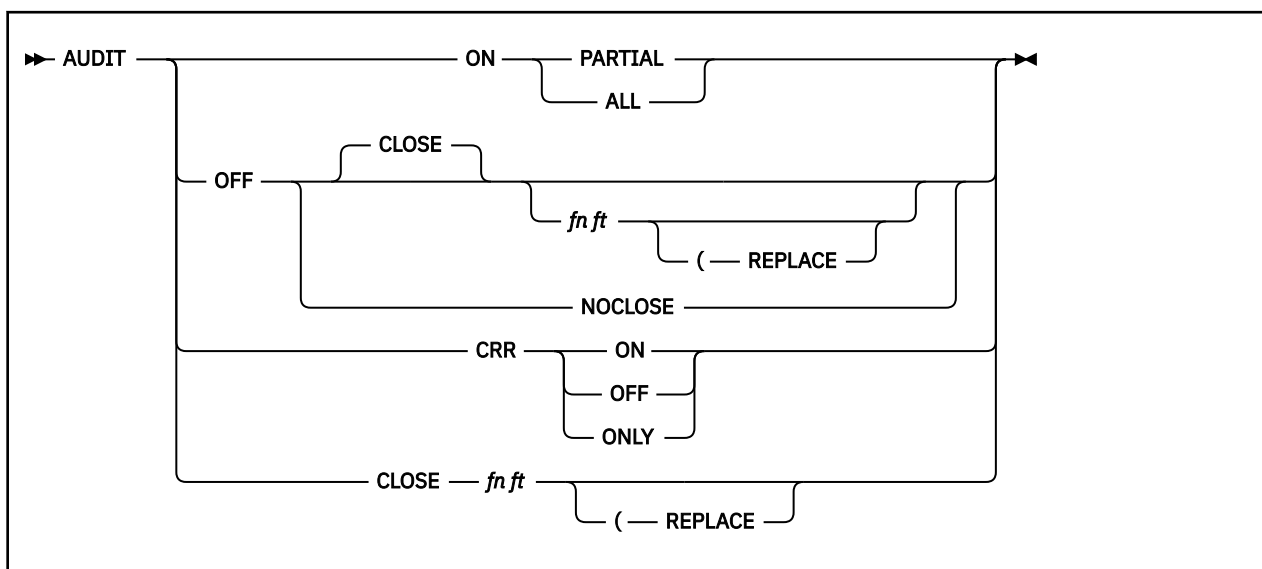 AUDIT ON PARTIAL
ALL
CLOSE
OFF
fn ft
( REPLACE
NOCLOSE
CRR ON
OFF
ONLY
CLOSE fn ft
( REPLACE